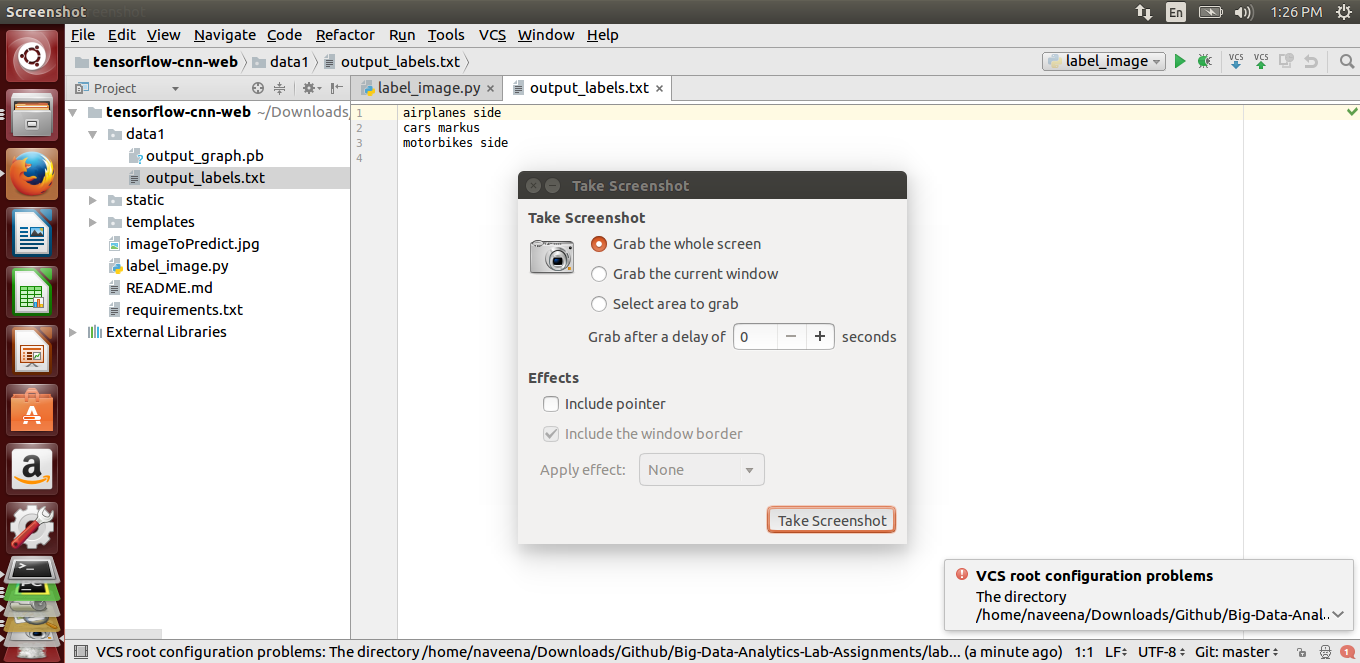 Screenshot
En
1:26 PM
File Edit View Navigate Code Refactor Run Tools VCS Window Help
tensorflow-cnn-web data1 output_labels.txt
label_image
VCS VCS
Project
label_image.py
output_labels.txt
tensorflow-cnn-web ~/Downloads
data1
output_graph.pb
output_labels.txt
static
templates
imageToPredict.jpg
label_image.py
README.md
requirements.txt
External Libraries
1 airplanes side
2 cars markus
3 motorbikes side
4
Take Screenshot
Take Screenshot
Grab the whole screen
Grab the current window
Select area to grab
Grab after a delay of 0 − + seconds
Effects
Include pointer
Include the window border
Apply effect: None
Take Screenshot
VCS root configuration problems
The directory
/home/naveena/Downloads/Github/Big-Data-Anal...
VCS root configuration problems: The directory /home/naveena/Downloads/Github/Big-Data-Analytics-Lab-Assignments/lab... (a minute ago) 1:1 LF UTF-8 Git: master 1